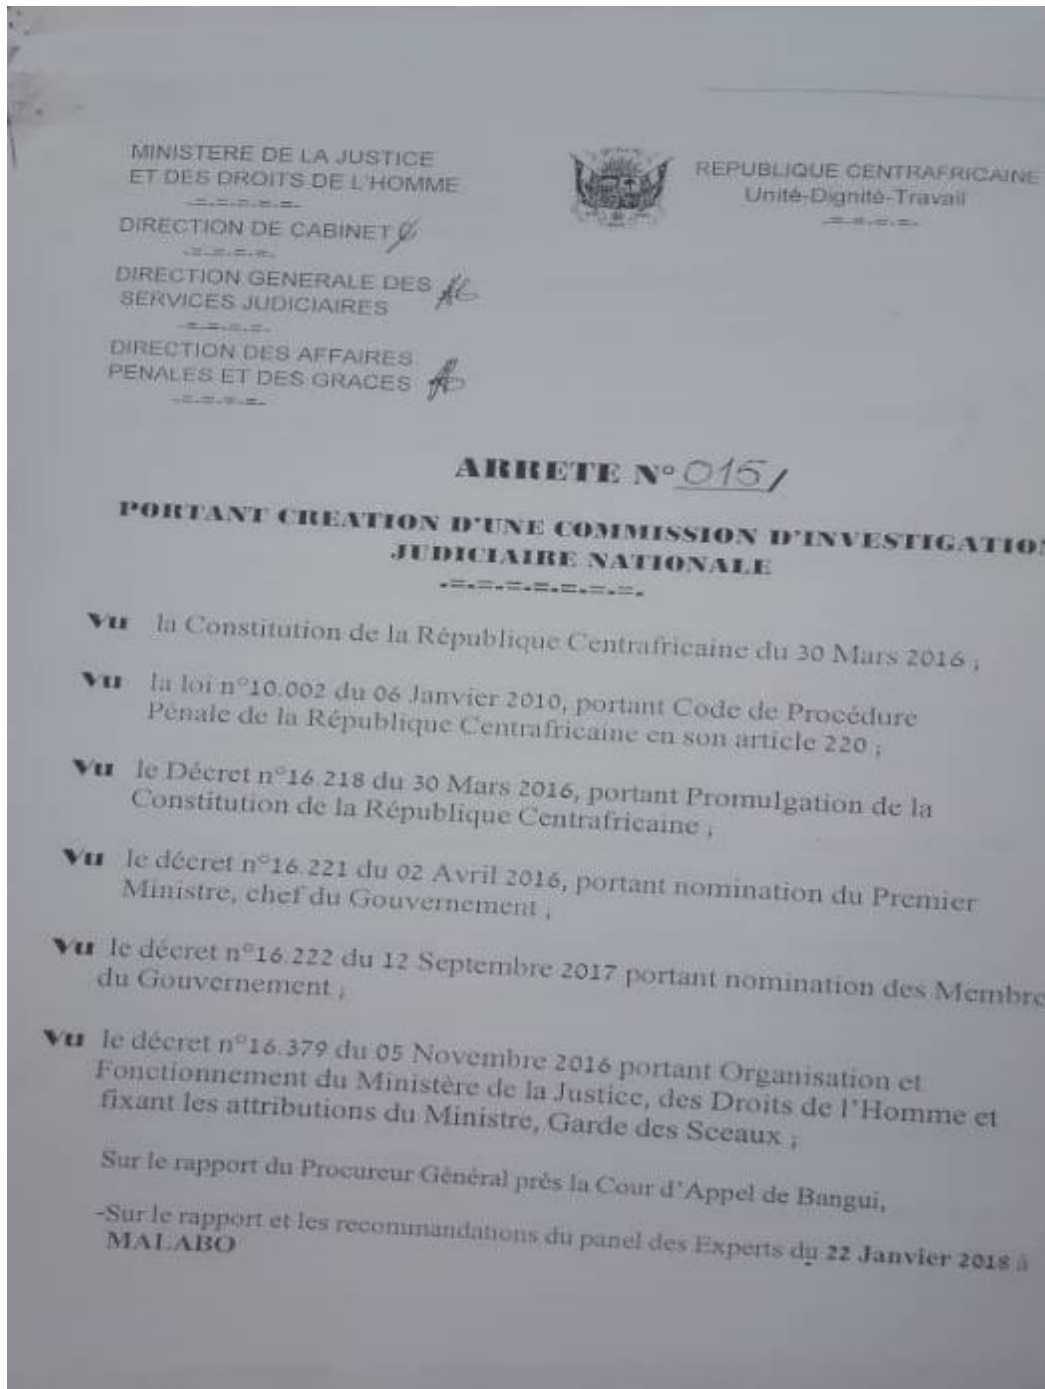 MINISTERE DE LA JUSTICE
ET DES DROITS DE L'HOMME
-=-=-=-=-=-
DIRECTION DE CABINET
-=-=-=-=-
DIRECTION GENERALE DES
SERVICES JUDICIAIRES
-=-=-=-=-
DIRECTION DES AFFAIRES
PENALES ET DES GRACES
-=-=-=-=-
REPUBLIQUE CENTRAFRICAINE
Unité-Dignité-Travail
-=-=-=-=-
ARRETE N° 015/
PORTANT CREATION D'UNE COMMISSION D'INVESTIGATION
JUDICIAIRE NATIONALE
-=-=-=-=-=-=-=-
Vu la Constitution de la République Centrafricaine du 30 Mars 2016 ;
Vu la loi n°10.002 du 06 Janvier 2010, portant Code de Procédure
Pénale de la République Centrafricaine en son article 220 ;
Vu le Décret n°16.218 du 30 Mars 2016, portant Promulgation de la
Constitution de la République Centrafricaine ;
Vu le décret n°16.221 du 02 Avril 2016, portant nomination du Premier
Ministre, chef du Gouvernement ;
Vu le décret n°16.222 du 12 Septembre 2017 portant nomination des Membre
du Gouvernement ;
Vu le décret n°16.379 du 05 Novembre 2016 portant Organisation et
Fonctionnement du Ministère de la Justice, des Droits de l'Homme et
fixant les attributions du Ministre, Garde des Sceaux ;
Sur le rapport du Procureur Général près la Cour d'Appel de Bangui,
-Sur le rapport et les recommandations du panel des Experts du 22 Janvier 2018 à
MALABO